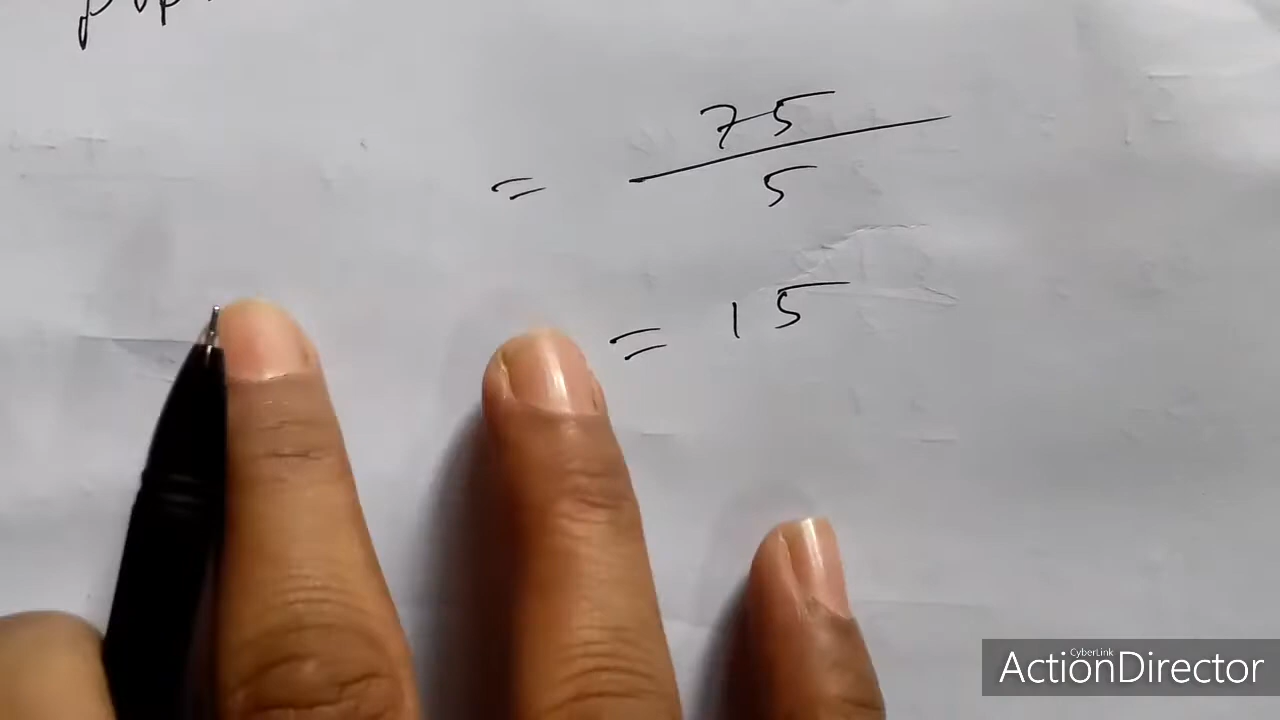 = 75
5
= 15
CyberLink
ActionDirector